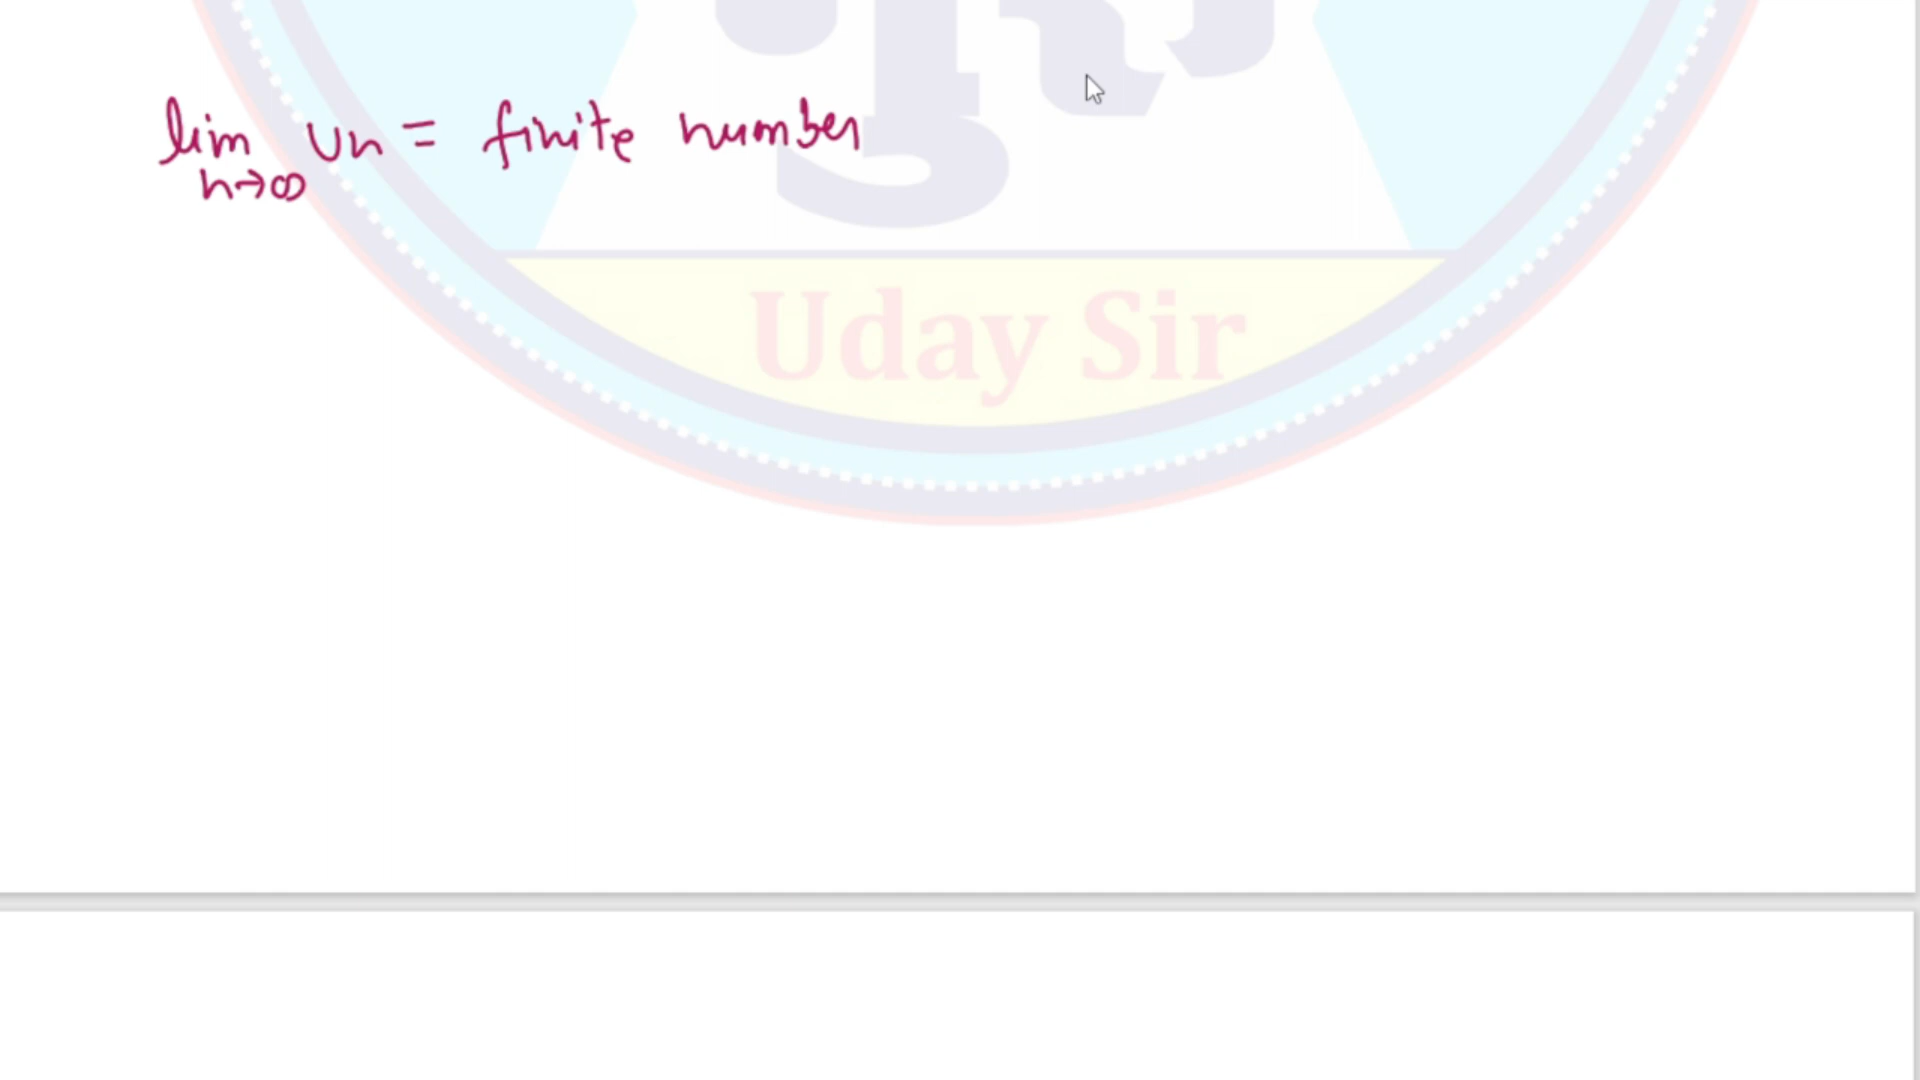 lim Un = finite number
n→∞
Uday Sir